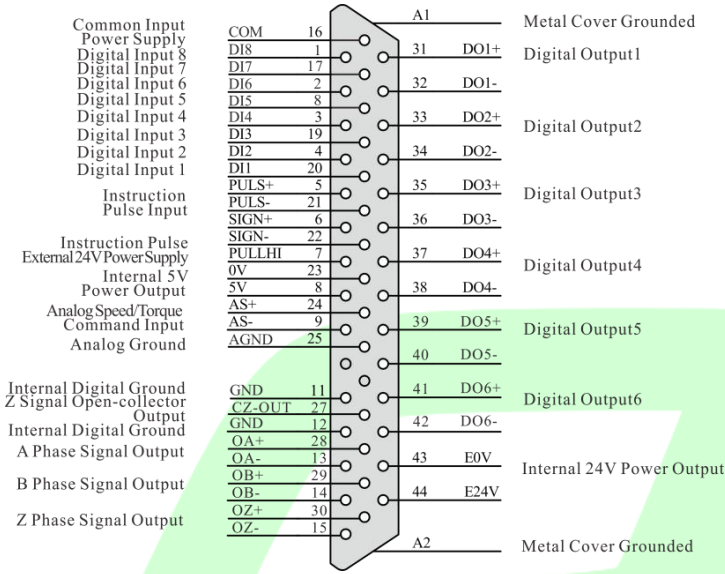 A1
Metal Cover Grounded
Common Input
Power Supply
COM 16
Digital Input 8
DI8 1
31 DO1+
Digital Output1
Digital Input 7
DI7 17
Digital Input 6
DI6 2
32 DO1-
Digital Input 5
DI5 8
Digital Input 4
DI4 3
33 DO2+
Digital Output2
Digital Input 3
DI3 19
Digital Input 2
DI2 4
34 DO2-
Digital Input 1
DI1 20
PULS+ 5
35 DO3+
Digital Output3
Instruction
Pulse Input
PULS- 21
SIGN+ 6
36 DO3-
SIGN- 22
Instruction Pulse
External 24V Power Supply
PULLHI 7
37 DO4+
Digital Output4
Internal 5V
Power Output
0V 23
5V 8
38 DO4-
AS+ 24
Analog Speed/Torque
Command Input
AS- 9
39 DO5+
Digital Output5
Analog Ground
AGND 25
40 DO5-
Internal Digital Ground
GND 11
41 DO6+
Digital Output6
Z Signal Open-collector
Output
CZ-OUT 27
Internal Digital Ground
GND 12
42 DO6-
A Phase Signal Output
OA+ 28
OA- 13
43 E0V
Internal 24V Power Output
B Phase Signal Output
OB+ 29
OB- 14
44 E24V
Z Phase Signal Output
OZ+ 30
OZ- 15
A2
Metal Cover Grounded